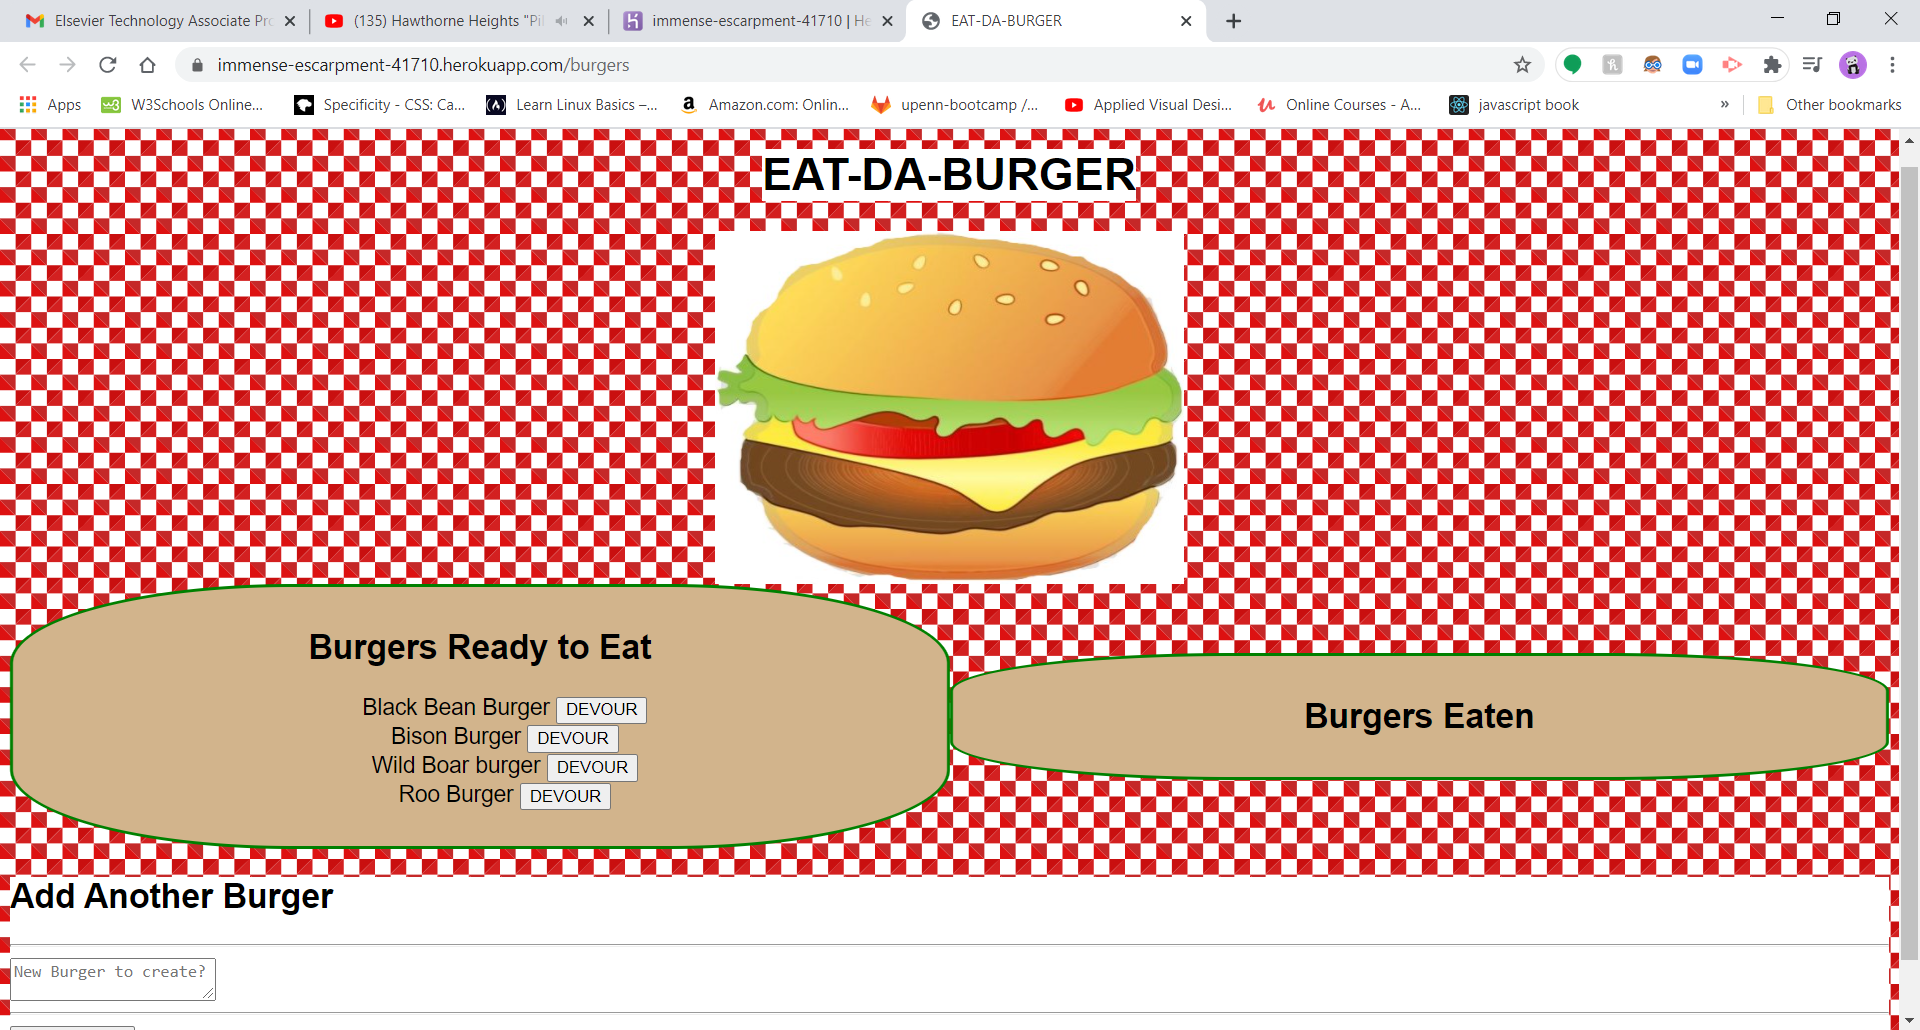 Elsevier Technology Associate Pro
(135) Hawthorne Heights "Pil
immense-escarpment-41710 | He
EAT-DA-BURGER
immense-escarpment-41710.herokuapp.com/burgers
Apps
W3Schools Online...
Specificity - CSS: Ca...
Learn Linux Basics –...
Amazon.com: Onlin...
upenn-bootcamp /...
Applied Visual Desi...
Online Courses - A...
javascript book
»
Other bookmarks
EAT-DA-BURGER
Burgers Ready to Eat
Black Bean Burger DEVOUR
Bison Burger DEVOUR
Wild Boar burger DEVOUR
Roo Burger DEVOUR
Burgers Eaten
Add Another Burger
New Burger to create?